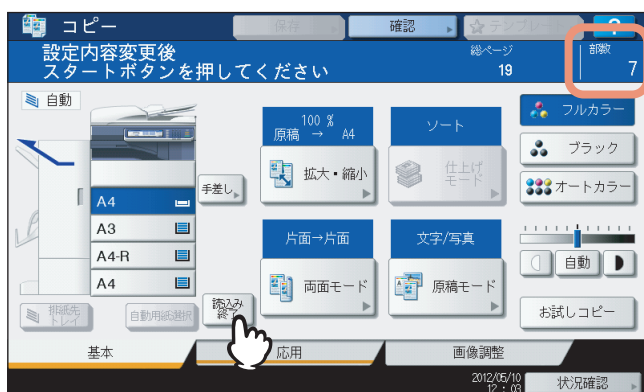 コピー
保存
確認
テンプレート
?
設定内容変更後
スタートボタンを押してください
総ページ
19
部数
7
自動
100 %
原稿 → A4
ソート
フルカラー
拡大・縮小
仕上げ
モード
ブラック
手差し
オートカラー
A4
A3
A4-R
A4
片面→片面
文字/写真
両面モード
原稿モード
自動
排紙先
トレイ
自動用紙選択
読込み
終了
お試しコピー
基本
応用
画像調整
2012/05/10
12 : 03
状況確認